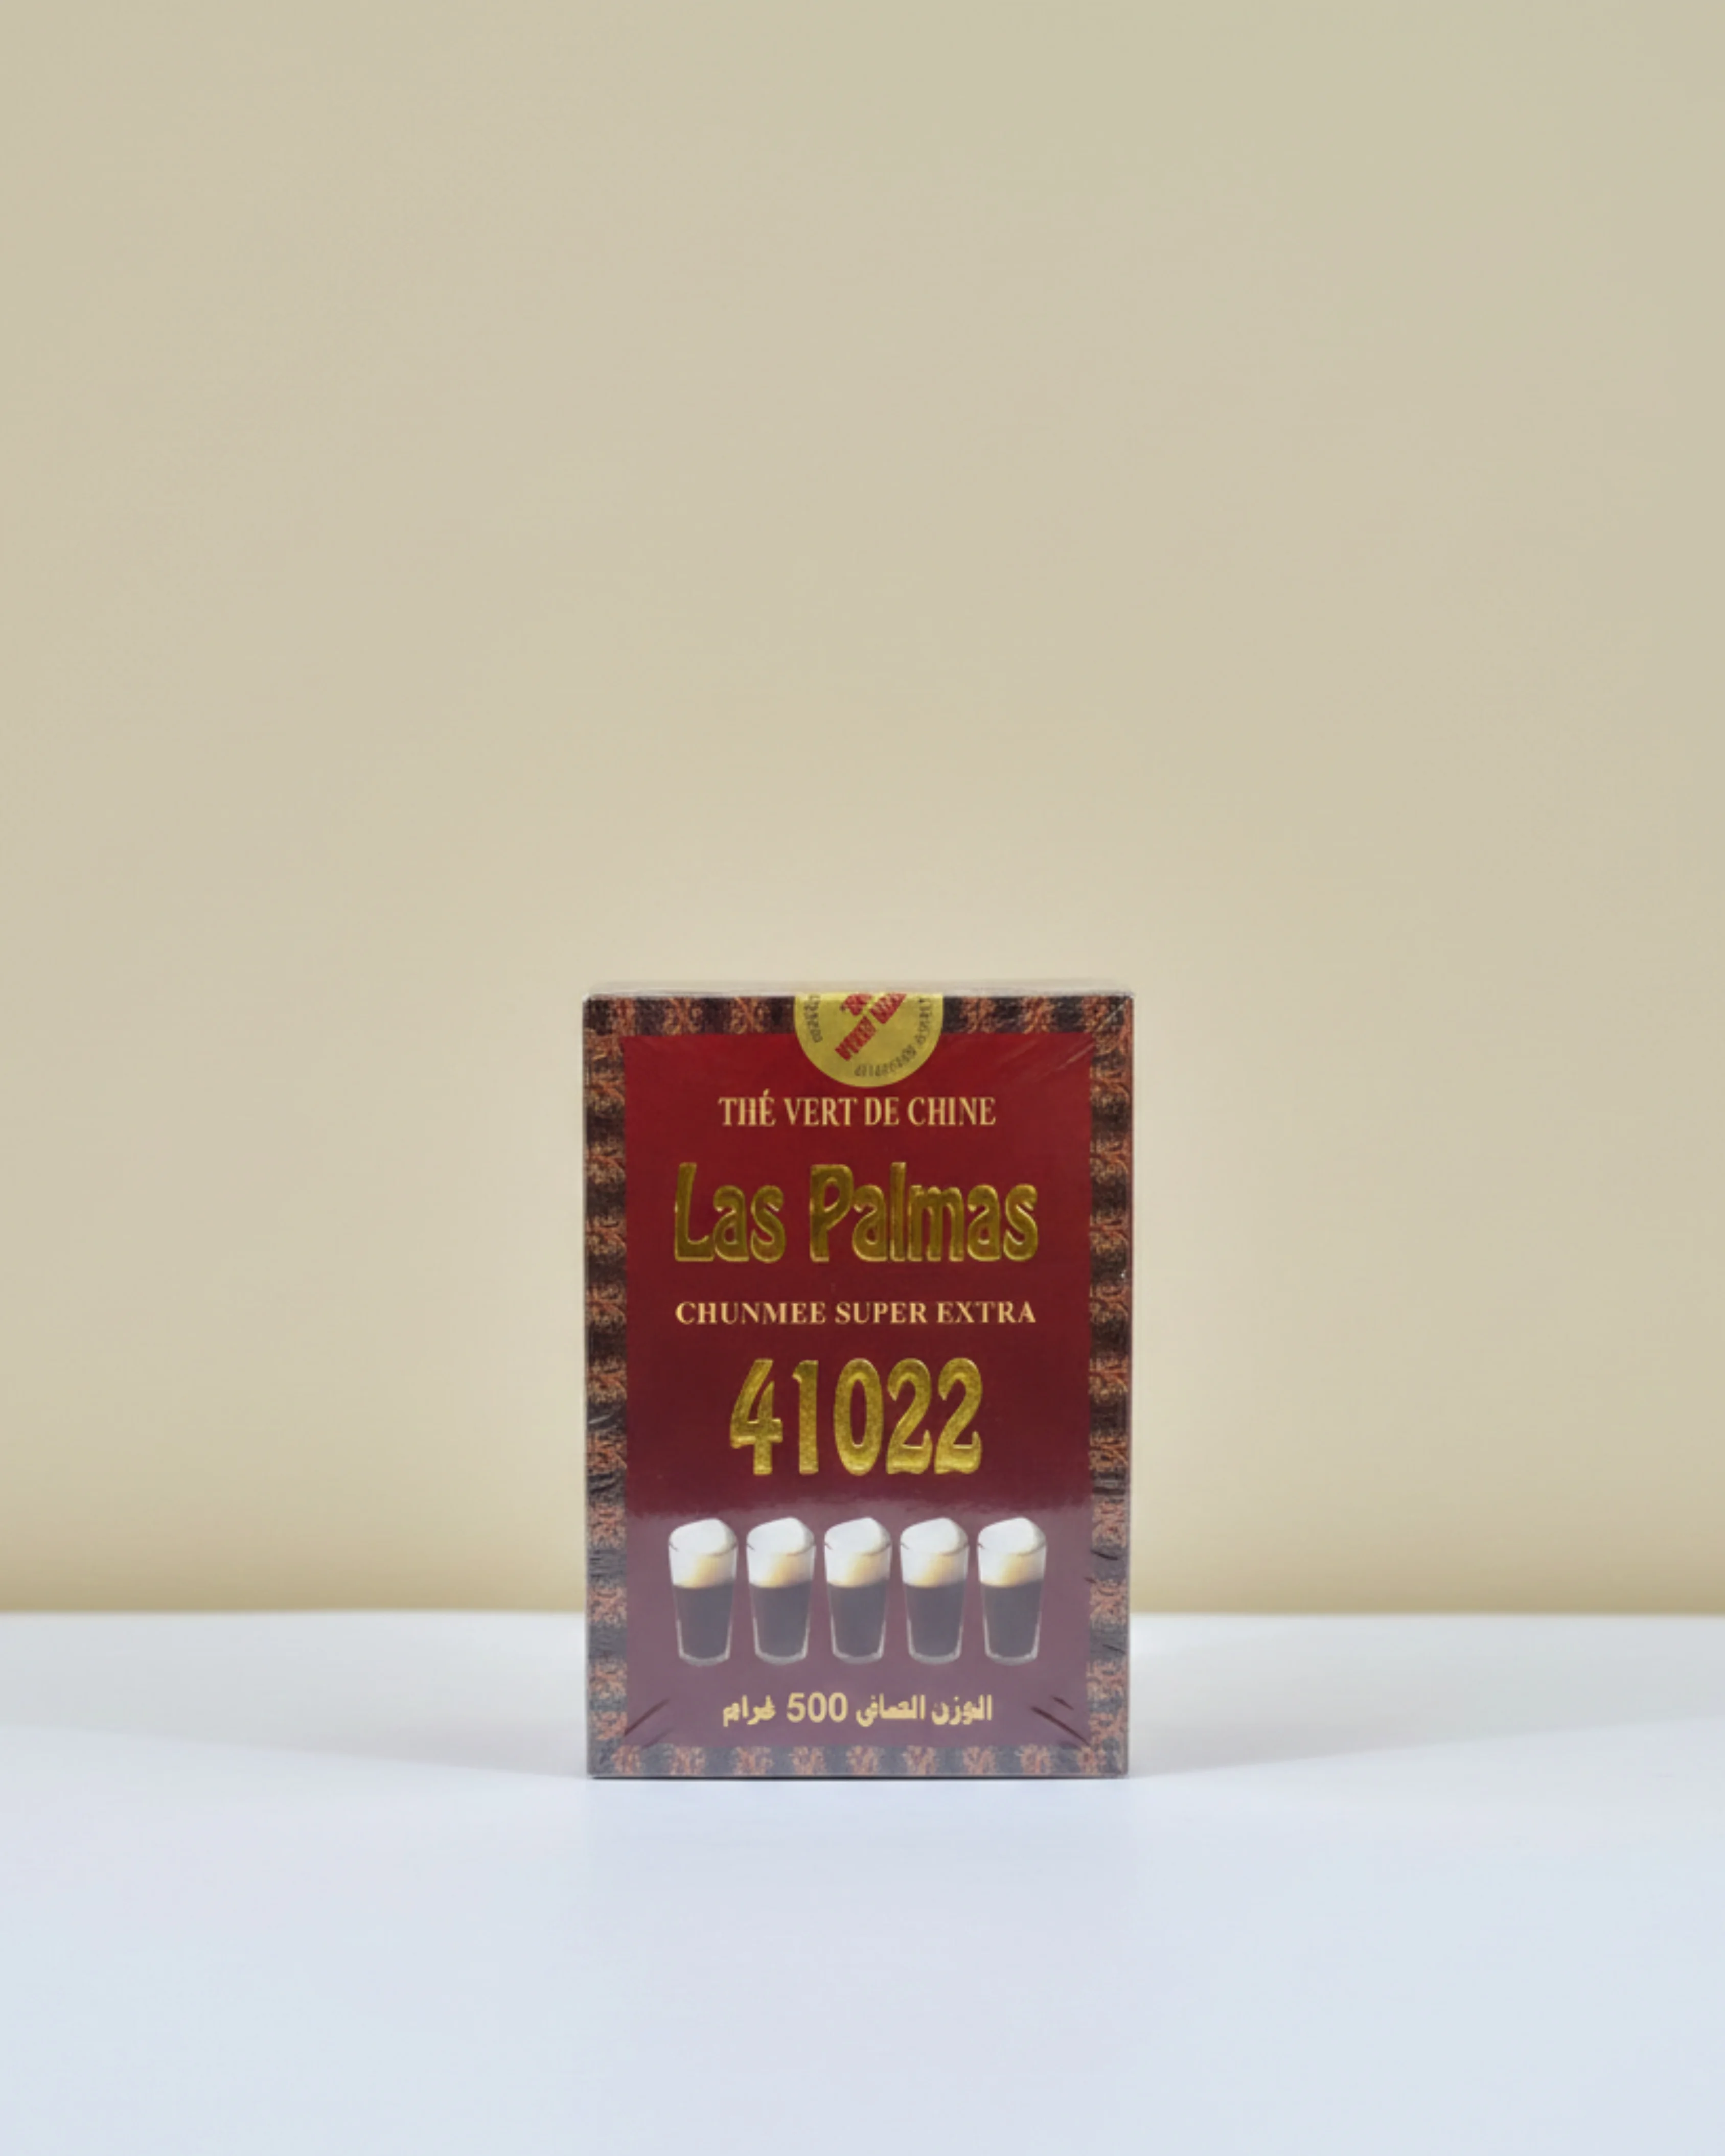 THÉ VERT DE CHINE
Las Palmas
CHUNMEE SUPER EXTRA
41022
الوزن الصافي 500 غرام